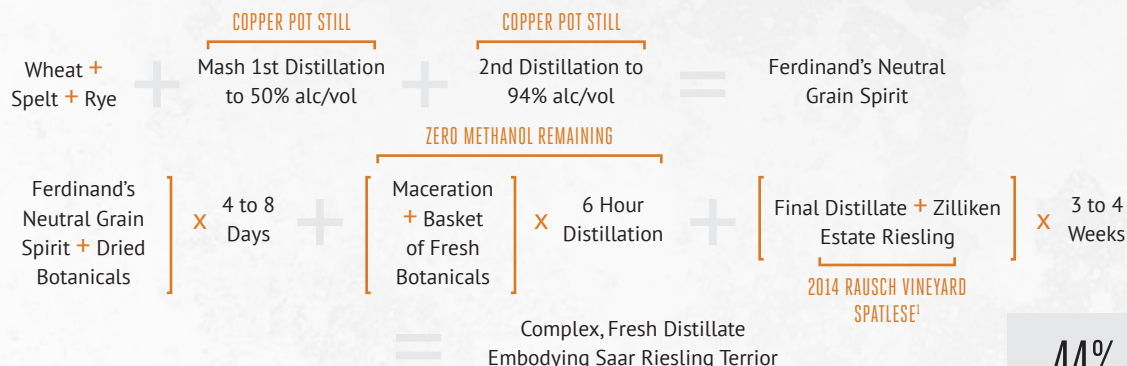 COPPER POT STILL
COPPER POT STILL
Wheat +
Spelt + Rye
+
Mash 1st Distillation
to 50% alc/vol
+
2nd Distillation to
94% alc/vol
=
Ferdinand's Neutral
Grain Spirit
ZERO METHANOL REMAINING
Ferdinand's
Neutral Grain
Spirit + Dried
Botanicals
x
4 to 8
Days
+
Maceration
+ Basket
of Fresh
Botanicals
x
6 Hour
Distillation
+
Final Distillate + Zilliken
Estate Riesling
2014 RAUSCH VINEYARD
SPATLESE¹
x
3 to 4
Weeks
=
Complex, Fresh Distillate
Embodying Saar Riesling Terrior
44%